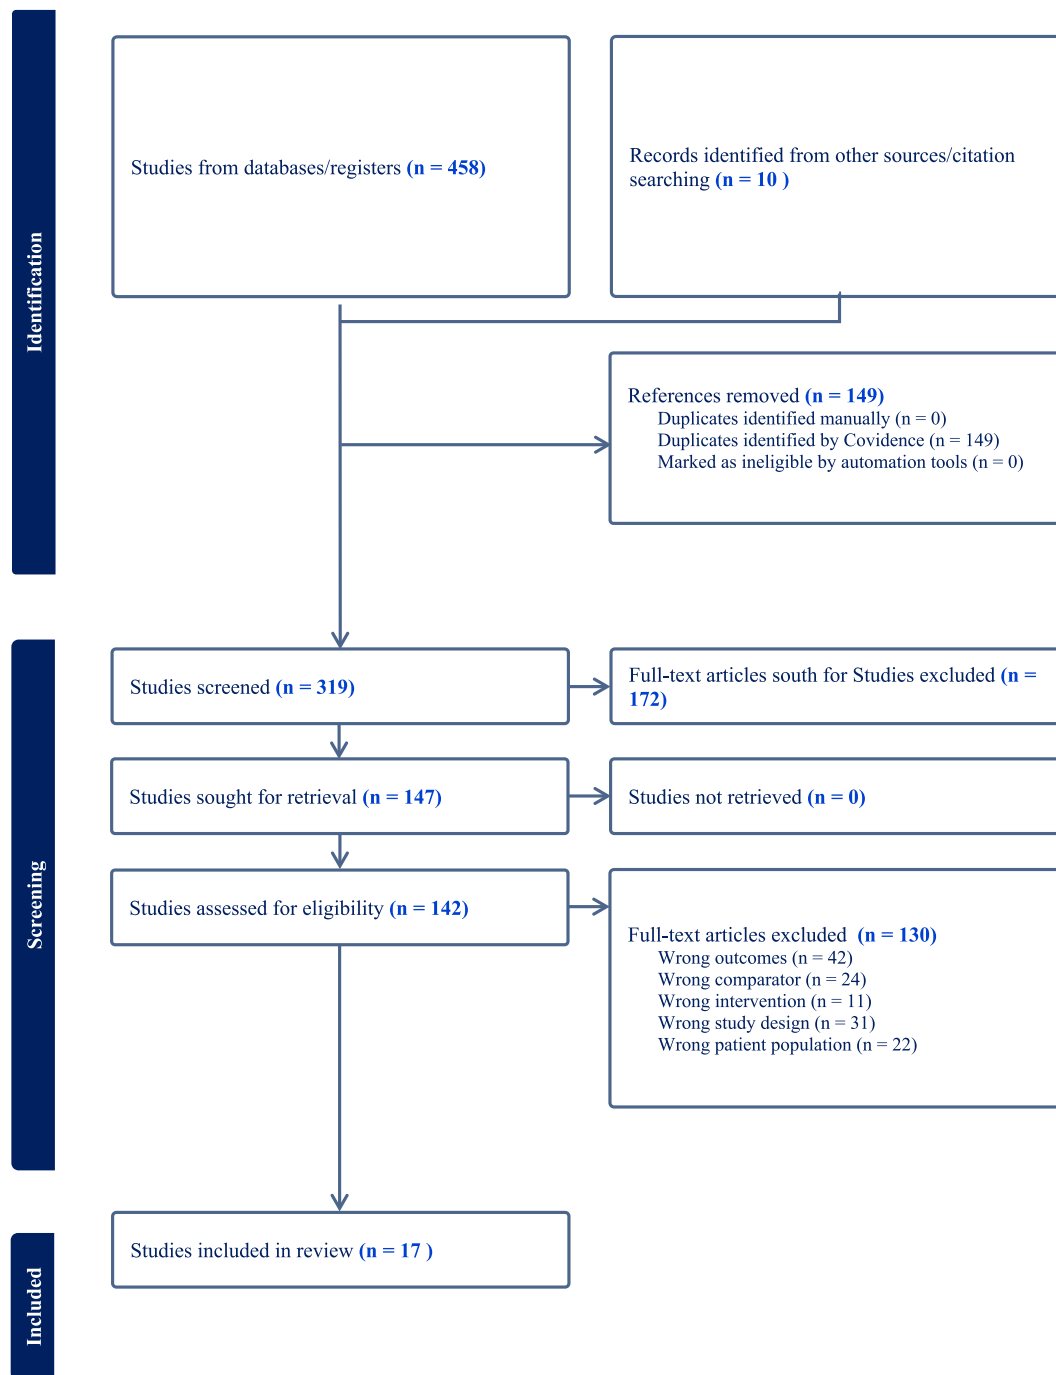 Identification
Studies from databases/registers (n = 458)
Records identified from other sources/citation
searching (n = 10 )
References removed (n = 149)
Duplicates identified manually (n = 0)
Duplicates identified by Covidence (n = 149)
Marked as ineligible by automation tools (n = 0)
Screening
Studies screened (n = 319)
Full-text articles south for Studies excluded (n =
172)
Studies sought for retrieval (n = 147)
Studies not retrieved (n = 0)
Studies assessed for eligibility (n = 142)
Full-text articles excluded  (n = 130)
Wrong outcomes (n = 42)
Wrong comparator (n = 24)
Wrong intervention (n = 11)
Wrong study design (n = 31)
Wrong patient population (n = 22)
Included
Studies included in review (n = 17 )